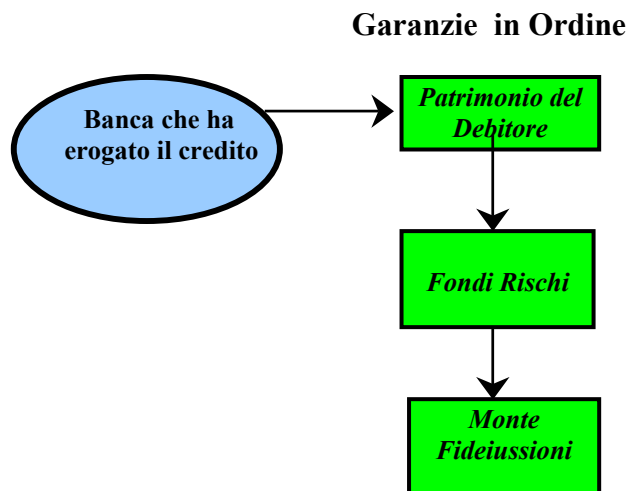 Garanzie in Ordine
Banca che ha
erogato il credito
Patrimonio del
Debitore
Fondi Rischi
Monte
Fideiussioni